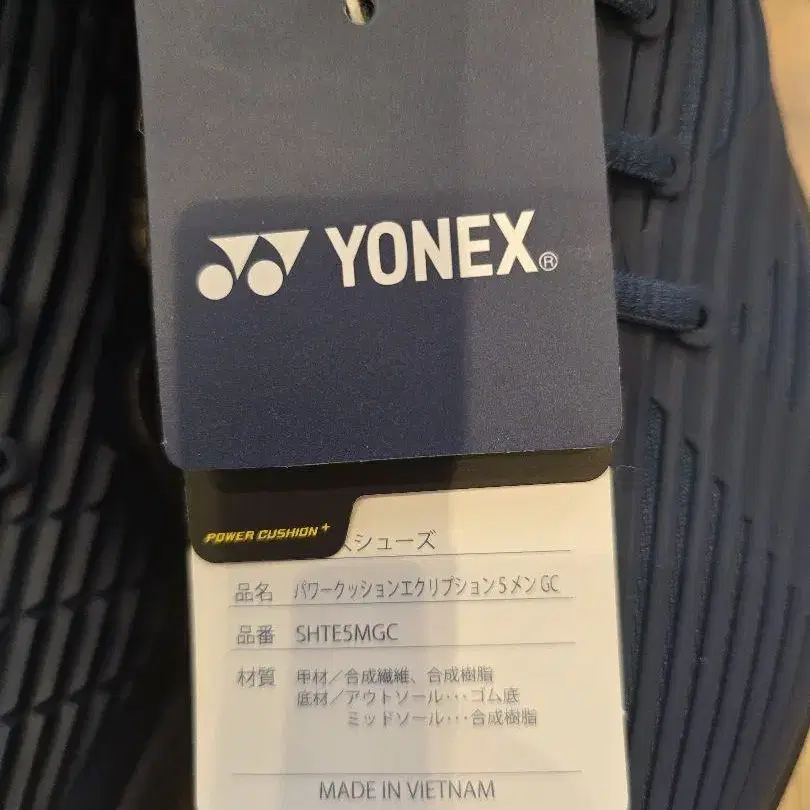 YONEX®
POWER CUSHION+
スシューズ
品名 パワークッションエクリプション5メンGC
品番 SHTE5MGC
材質 甲材/合成繊維、合成樹脂
底材/アウトソール･･･ゴム底
ミッドソール･･･合成樹脂
MADE IN VIETNAM